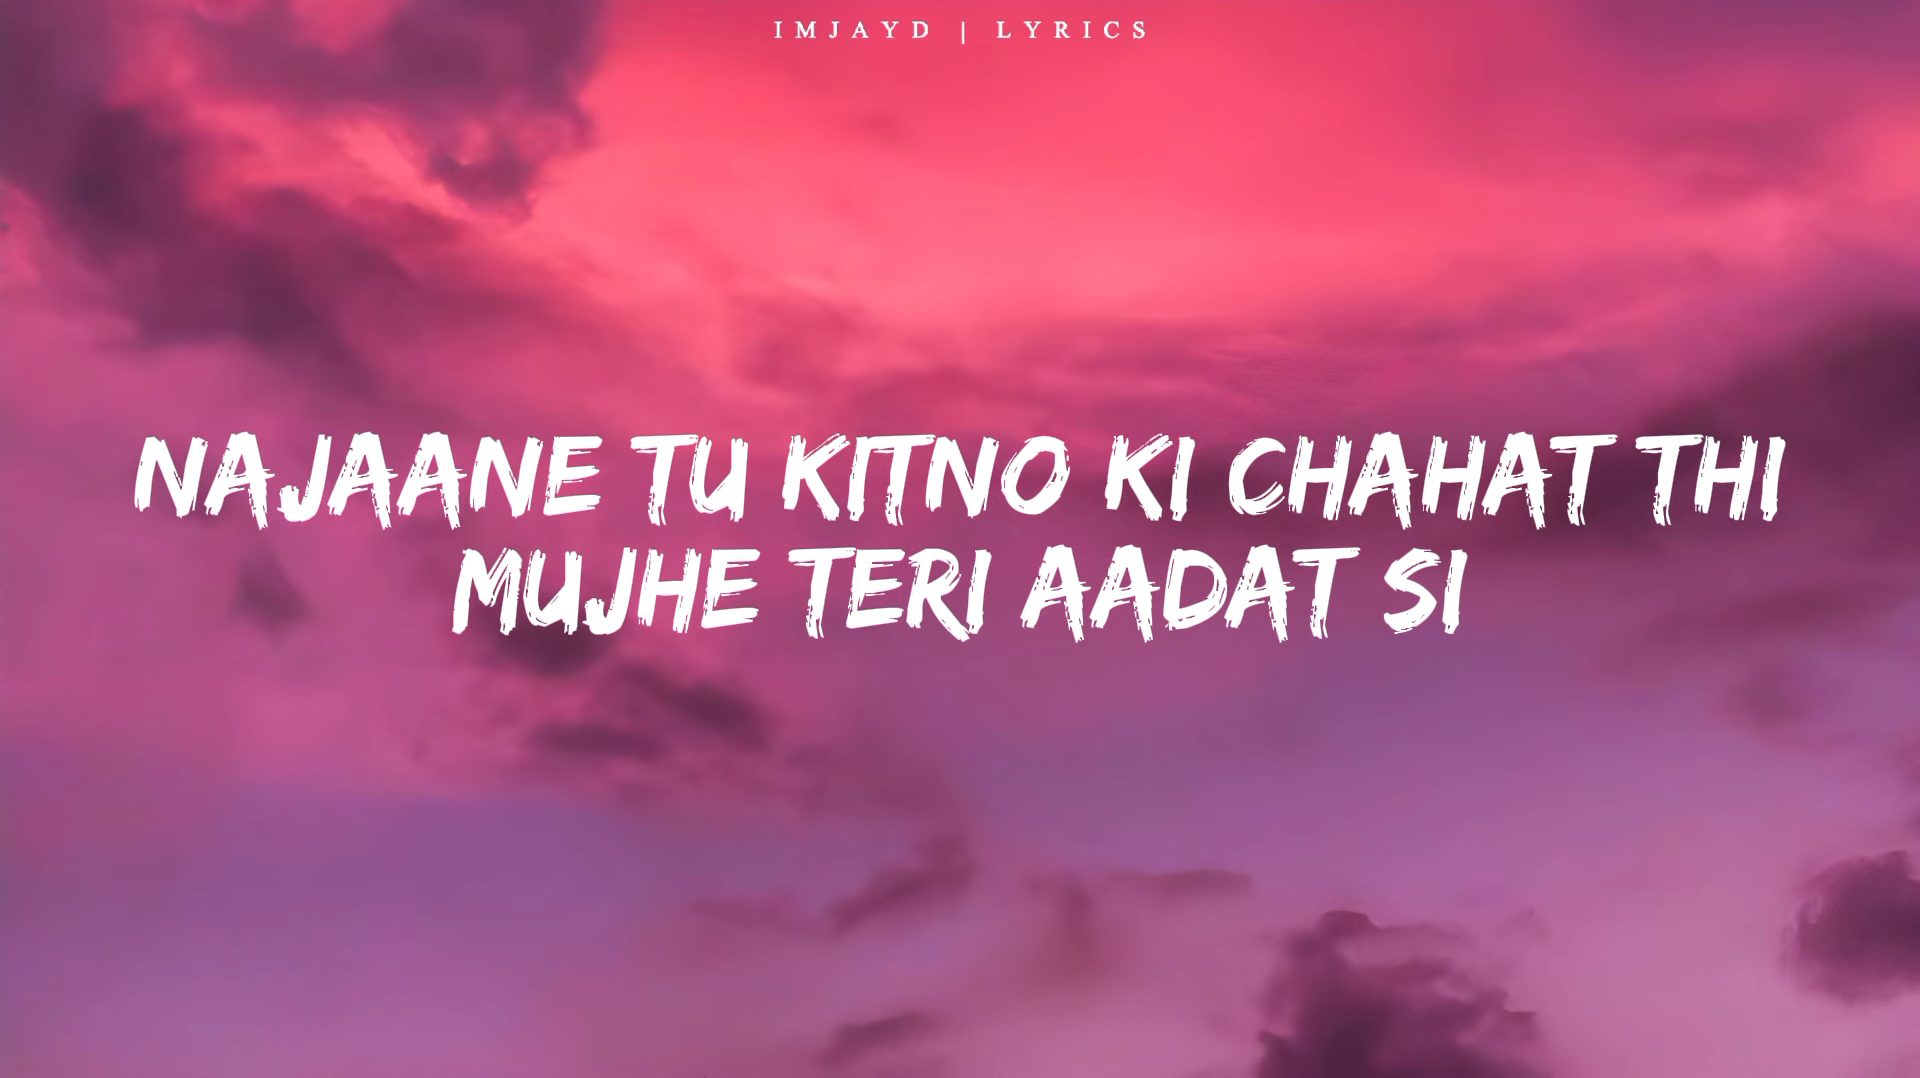 IMJAYD | LYRICS
NAJAANE TU KITNO KI CHAHAT THI
MUJHE TERI AADAT SI